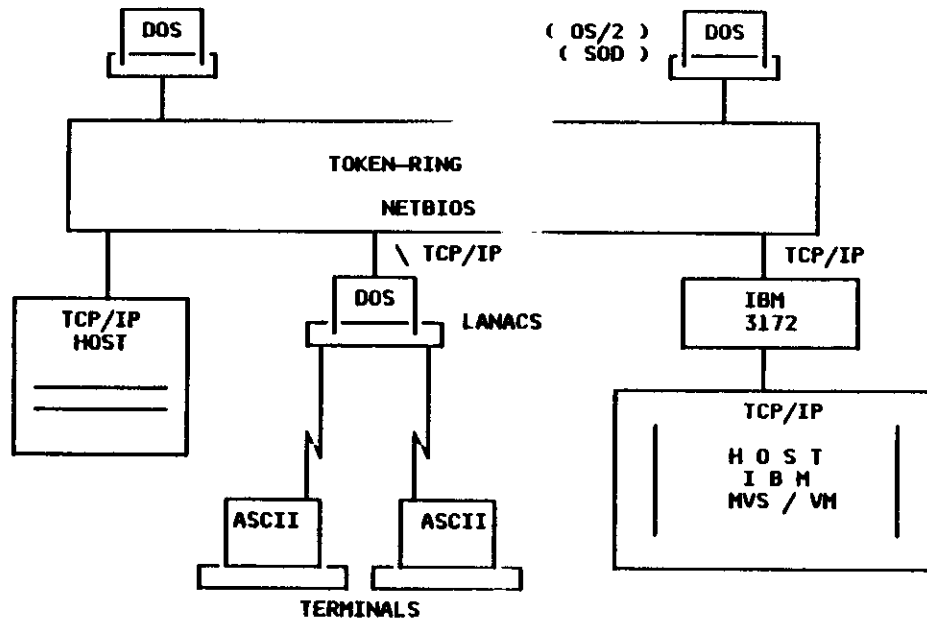 DOS
( OS/2 ) DOS
( SOD )
TOKEN-RING
NETBIOS
\ TCP/IP
TCP/IP
DOS
LANACS
IBM
3172
TCP/IP
HOST
TCP/IP
H O S T
I B M
MVS / VM
ASCII
ASCII
TERMINALS